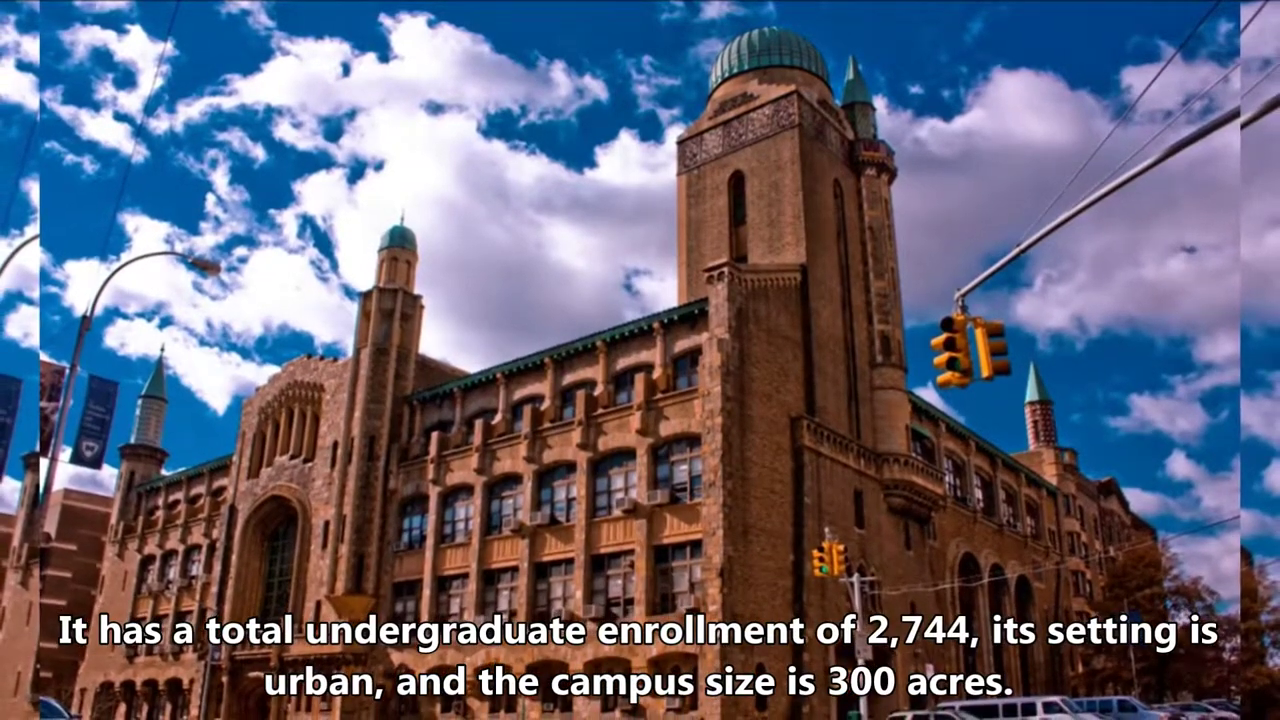 It has a total undergraduate enrollment of 2,744, its setting is
urban, and the campus size is 300 acres.